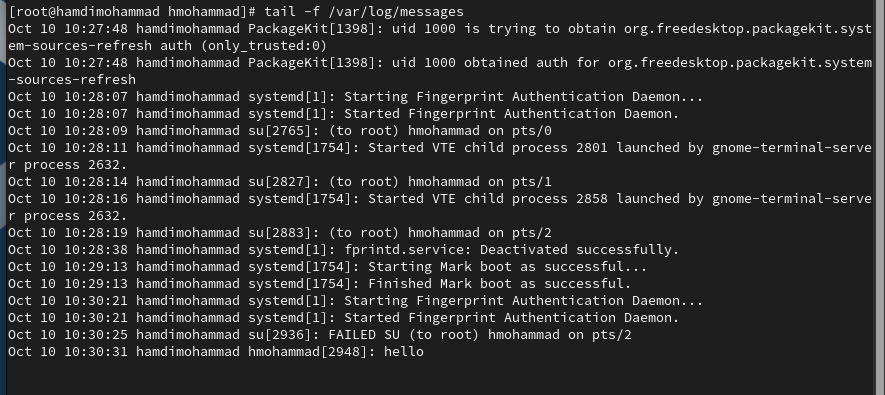 [root@hamdimohammad hmohammad]# tail -f /var/log/messages
Oct 10 10:27:48 hamdimohammad PackageKit[1398]: uid 1000 is trying to obtain org.freedesktop.packagekit.syst
em-sources-refresh auth (only_trusted:0)
Oct 10 10:27:48 hamdimohammad PackageKit[1398]: uid 1000 obtained auth for org.freedesktop.packagekit.system
-sources-refresh
Oct 10 10:28:07 hamdimohammad systemd[1]: Starting Fingerprint Authentication Daemon...
Oct 10 10:28:07 hamdimohammad systemd[1]: Started Fingerprint Authentication Daemon.
Oct 10 10:28:09 hamdimohammad su[2765]: (to root) hmohammad on pts/0
Oct 10 10:28:11 hamdimohammad systemd[1754]: Started VTE child process 2801 launched by gnome-terminal-serve
r process 2632.
Oct 10 10:28:14 hamdimohammad su[2827]: (to root) hmohammad on pts/1
Oct 10 10:28:16 hamdimohammad systemd[1754]: Started VTE child process 2858 launched by gnome-terminal-serve
r process 2632.
Oct 10 10:28:19 hamdimohammad su[2883]: (to root) hmohammad on pts/2
Oct 10 10:28:38 hamdimohammad systemd[1]: fprintd.service: Deactivated successfully.
Oct 10 10:29:13 hamdimohammad systemd[1754]: Starting Mark boot as successful...
Oct 10 10:29:13 hamdimohammad systemd[1754]: Finished Mark boot as successful.
Oct 10 10:30:21 hamdimohammad systemd[1]: Starting Fingerprint Authentication Daemon...
Oct 10 10:30:21 hamdimohammad systemd[1]: Started Fingerprint Authentication Daemon.
Oct 10 10:30:25 hamdimohammad su[2936]: FAILED SU (to root) hmohammad on pts/2
Oct 10 10:30:31 hamdimohammad hmohammad[2948]: hello